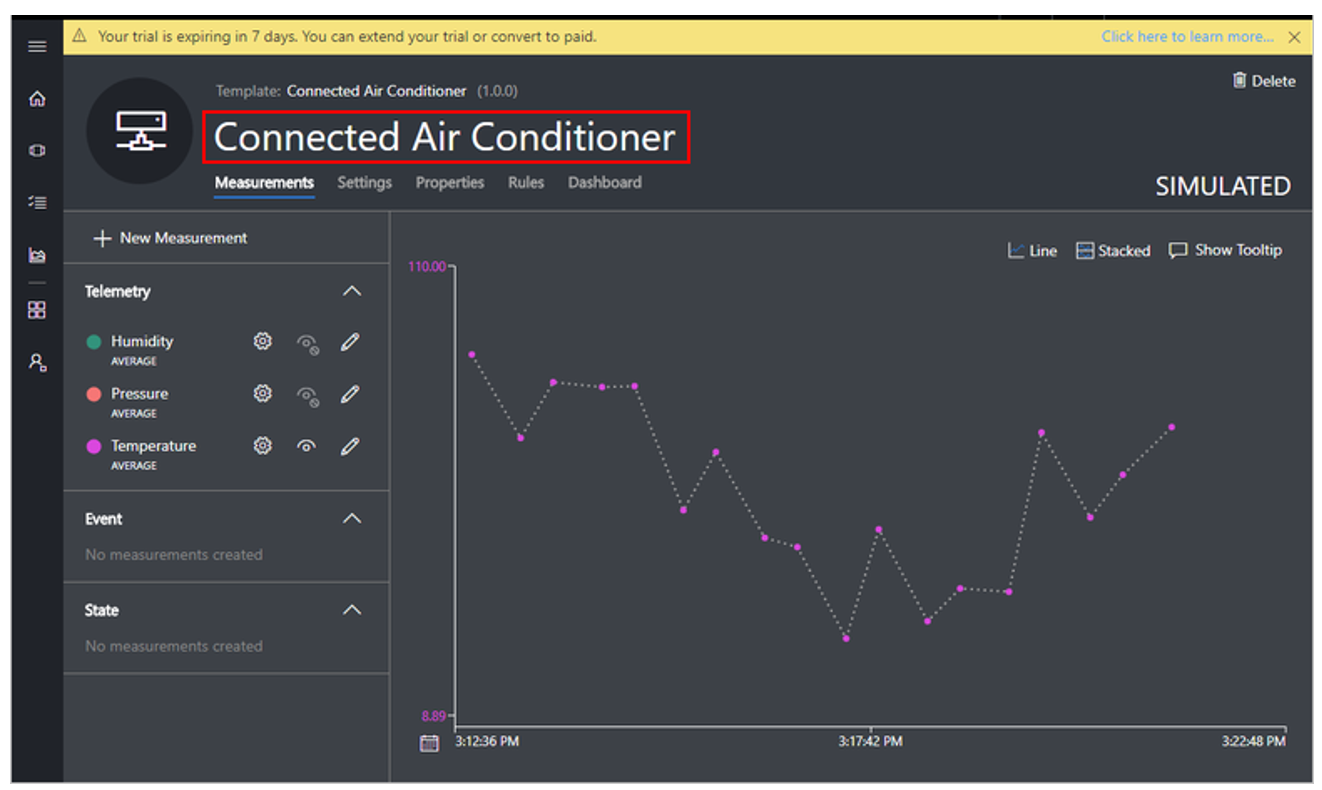 Your trial is expiring in 7 days. You can extend your trial or convert to paid. Click here to learn more...
Template: Connected Air Conditioner (1.0.0)
Delete
Connected Air Conditioner
Measurements Settings Properties Rules Dashboard
SIMULATED
New Measurement
Telemetry
Humidity
AVERAGE
Pressure
AVERAGE
Temperature
AVERAGE
Event
No measurements created
State
No measurements created
Line Stacked Show Tooltip
110.00
8.89
3:12:36 PM 3:17:42 PM 3:22:48 PM